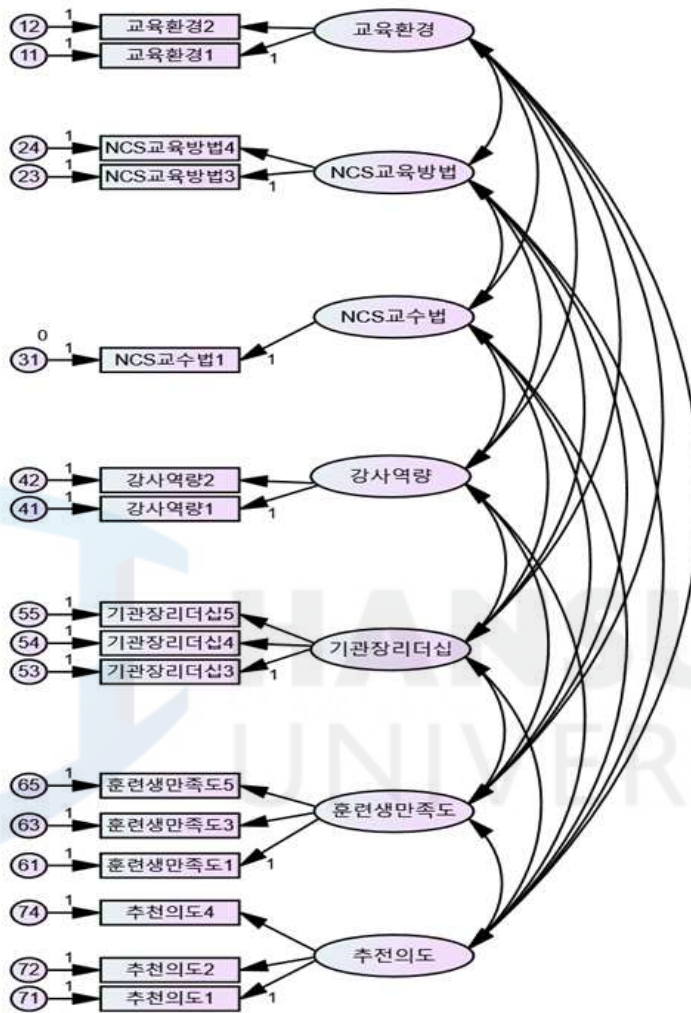 12 1 교육환경2 교육환경
11 1 교육환경1 1
24 1 NCS교육방법4 NCS교육방법
23 1 NCS교육방법3 1
0 NCS교수법
31 1 NCS교수법1 1
42 1 강사역량2 강사역량
41 1 강사역량1 1
55 1 기관장리더십5
54 1 기관장리더십4 기관장리더십
53 1 기관장리더십3 1
HANSU
UNIVER
65 1 훈련생만족도5
63 1 훈련생만족도3 훈련생만족도
61 1 훈련생만족도1 1
74 1 추천의도4
72 1 추천의도2 추전의도
71 1 추천의도1 1